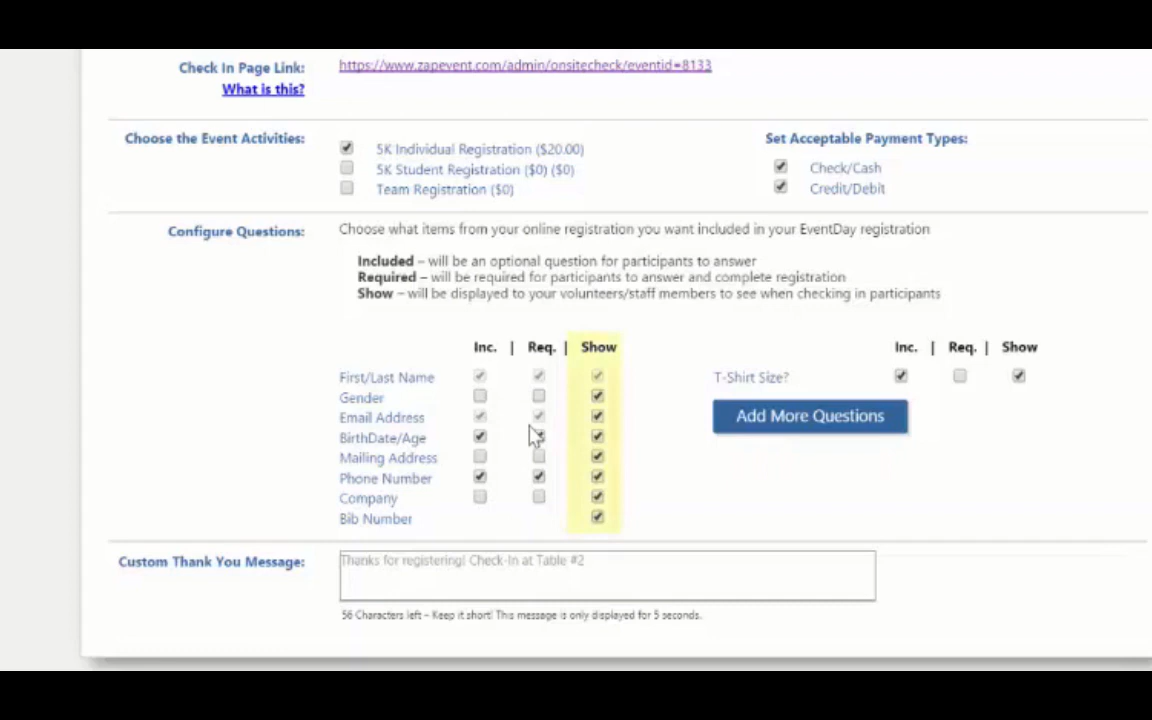 Check In Page Link: https://www.zapevent.com/admin/onsitecheck/eventid=8133
What is this?
Choose the Event Activities:
5K Individual Registration ($20.00)
5K Student Registration ($0) ($0)
Team Registration ($0)
Set Acceptable Payment Types:
Check/Cash
Credit/Debit
Configure Questions: Choose what items from your online registration you want included in your EventDay registration
Included – will be an optional question for participants to answer
Required – will be required for participants to answer and complete registration
Show – will be displayed to your volunteers/staff members to see when checking in participants
Inc. | Req. | Show
First/Last Name
Gender
Email Address
BirthDate/Age
Mailing Address
Phone Number
Company
Bib Number
Inc. | Req. | Show
T-Shirt Size?
Add More Questions
Custom Thank You Message: Thanks for registering! Check-In at Table #2
56 Characters left – Keep it short! This message is only displayed for 5 seconds.